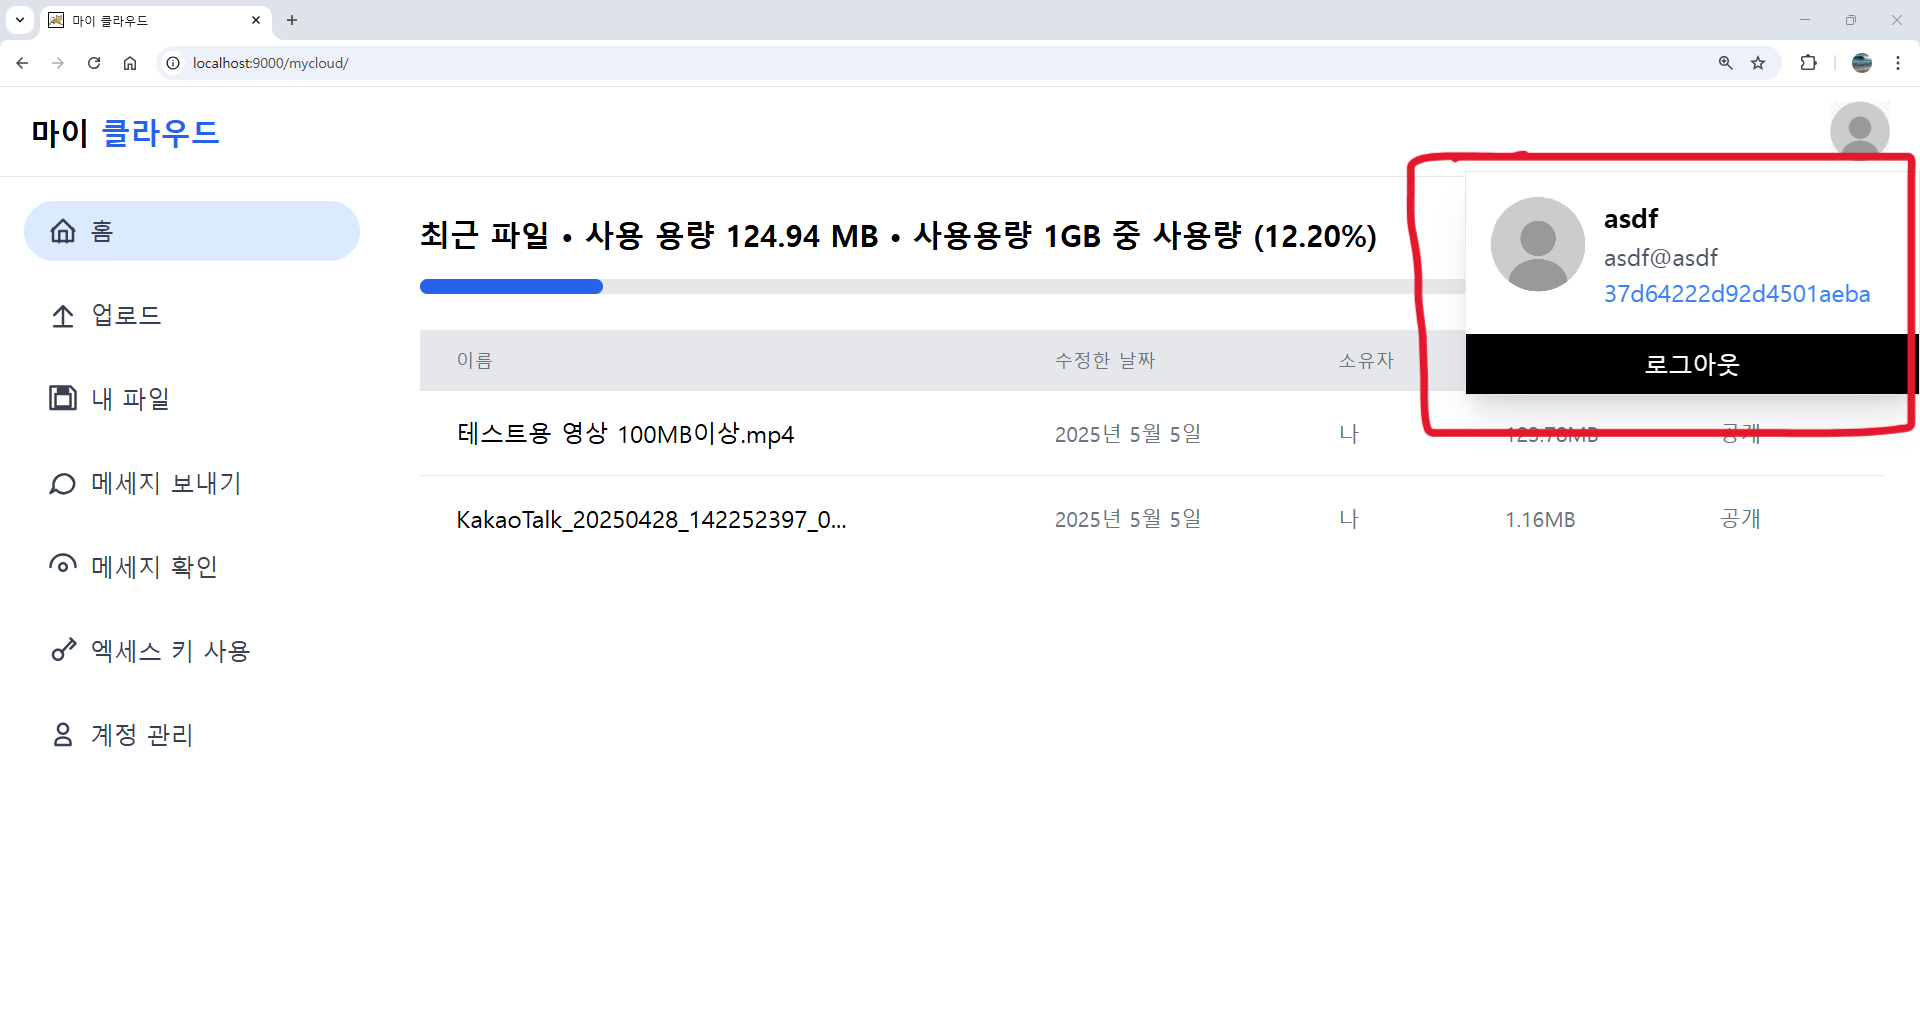 마이 클라우드
localhost:9000/mycloud/
마이 클라우드
홈
업로드
내 파일
메세지 보내기
메세지 확인
엑세스 키 사용
계정 관리
최근 파일 • 사용 용량 124.94 MB • 사용용량 1GB 중 사용량 (12.20%)
이름 수정한 날짜 소유자
테스트용 영상 100MB이상.mp4 2025년 5월 5일 나 123.78MB 공개
KakaoTalk_20250428_142252397_0... 2025년 5월 5일 나 1.16MB 공개
asdf
asdf@asdf
37d64222d92d4501aeba
로그아웃